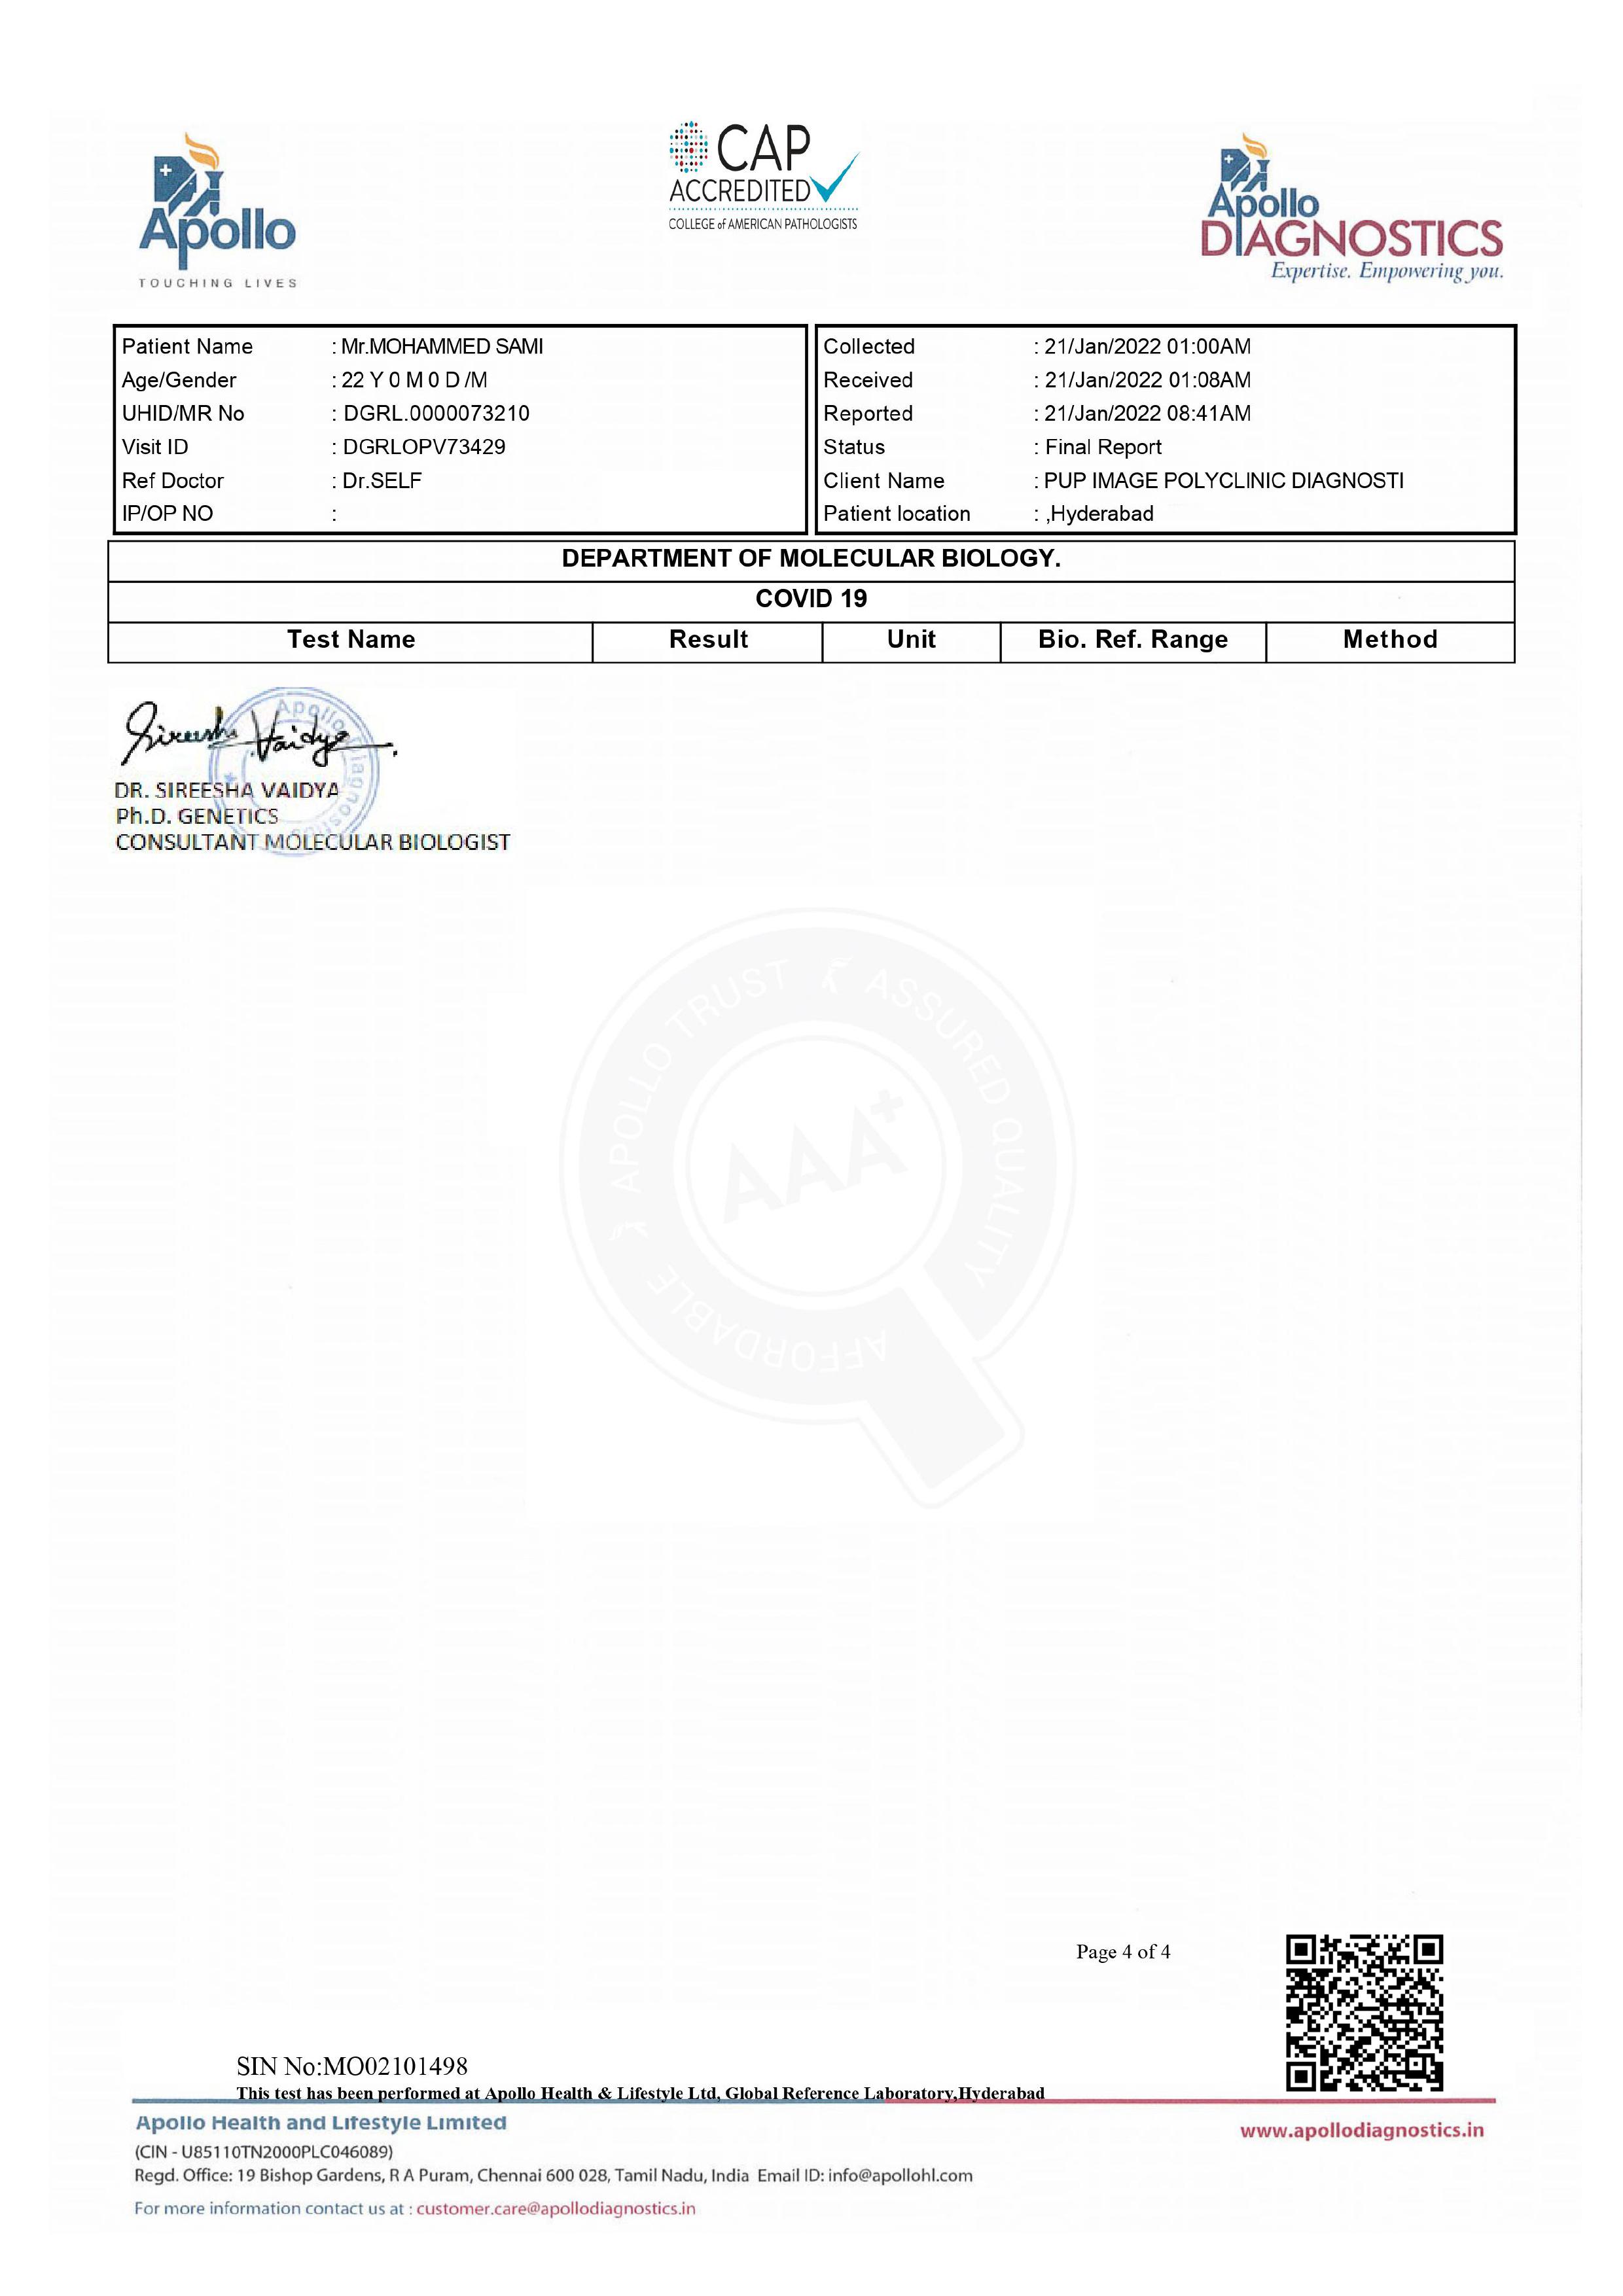 Apollo
TOUCHING LIVES
CAP
ACCREDITED
COLLEGE of AMERICAN PATHOLOGISTS
Apollo
DIAGNOSTICS
Expertise. Empowering you.
Patient Name : Mr.MOHAMMED SAMI
Age/Gender : 22 Y 0 M 0 D /M
UHID/MR No : DGRL.0000073210
Visit ID : DGRLOPV73429
Ref Doctor : Dr.SELF
IP/OP NO :
Collected : 21/Jan/2022 01:00AM
Received : 21/Jan/2022 01:08AM
Reported : 21/Jan/2022 08:41AM
Status : Final Report
Client Name : PUP IMAGE POLYCLINIC DIAGNOSTI
Patient location : ,Hyderabad
DEPARTMENT OF MOLECULAR BIOLOGY.
COVID 19
Test Name Result Unit Bio. Ref. Range Method
Sireesha Vaidya
Apollo Diagnostics
DR. SIREESHA VAIDYA
Ph.D. GENETICS
CONSULTANT MOLECULAR BIOLOGIST
APOLLO TRUST ASSURED QUALITY AFFORDABLE
AAA+
Page 4 of 4
SIN No:MO02101498
This test has been performed at Apollo Health & Lifestyle Ltd, Global Reference Laboratory,Hyderabad
Apollo Health and Lifestyle Limited
(CIN - U85110TN2000PLC046089)
Regd. Office: 19 Bishop Gardens, R A Puram, Chennai 600 028, Tamil Nadu, India Email ID: info@apollohl.com
For more information contact us at : customer.care@apollodiagnostics.in
www.apollodiagnostics.in